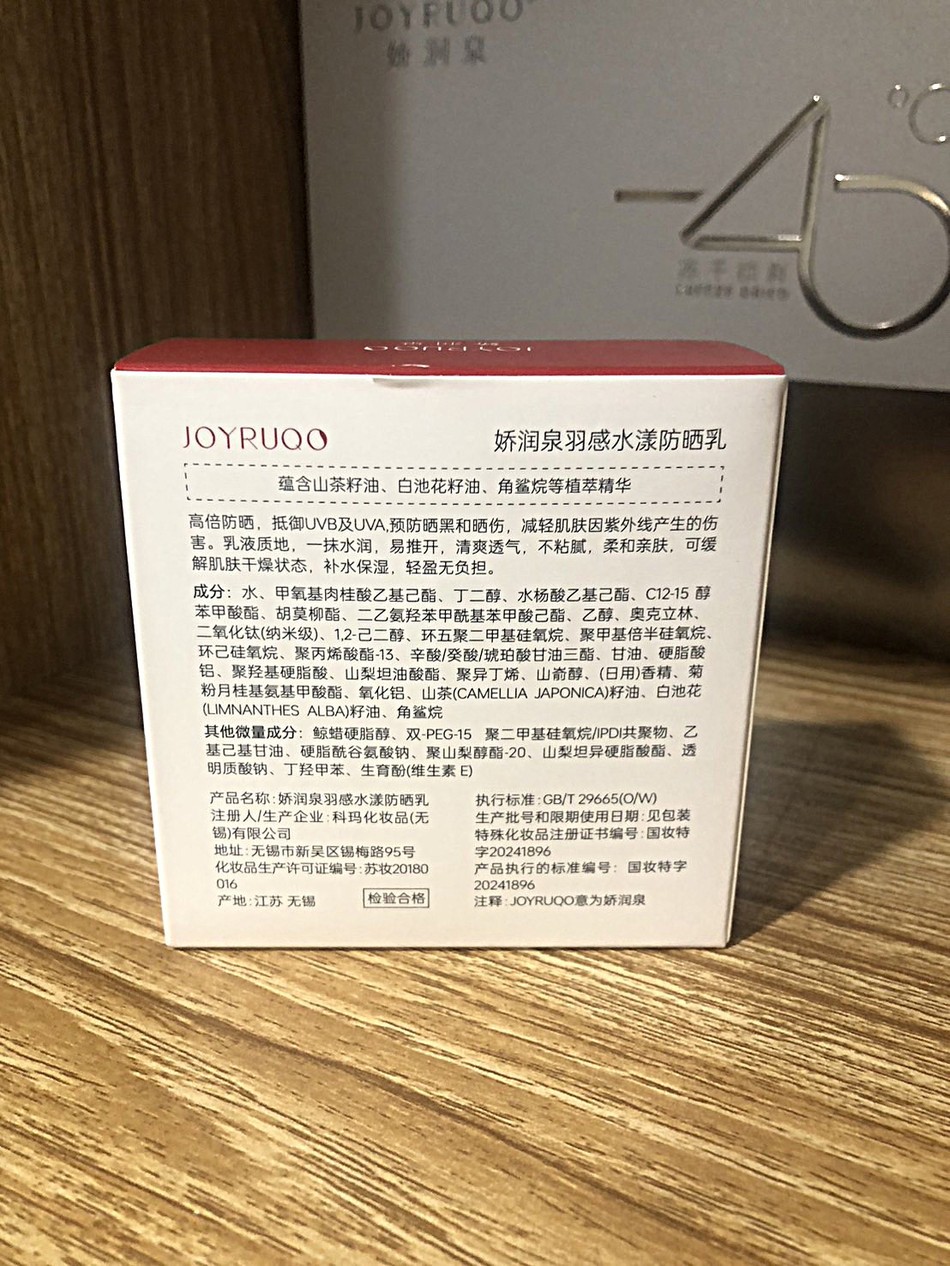 JOYRUQO
娇润泉
-45°C
JOYRUQO
JOYRUQO
娇润泉羽感水漾防晒乳
蕴含山茶籽油、白池花籽油、角鲨烷等植萃精华
高倍防晒，抵御UVB及UVA,预防晒黑和晒伤，减轻肌肤因紫外线产生的伤
害。乳液质地，一抹水润，易推开，清爽透气，不粘腻，柔和亲肤，可缓
解肌肤干燥状态，补水保湿，轻盈无负担。
成分：水、甲氧基肉桂酸乙基己酯、丁二醇、水杨酸乙基己酯、C12-15 醇
苯甲酸酯、胡莫柳酯、二乙氨羟苯甲酰基苯甲酸己酯、乙醇、奥克立林、
二氧化钛(纳米级)、1,2-己二醇、环五聚二甲基硅氧烷、聚甲基倍半硅氧烷、
环己硅氧烷、聚丙烯酸酯-13、辛酸/癸酸/琥珀酸甘油三酯、甘油、硬脂酸
铝、聚羟基硬脂酸、山梨坦油酸酯、聚异丁烯、山嵛醇、(日用)香精、菊
粉月桂基氨基甲酸酯、氧化铝、山茶(CAMELLIA JAPONICA)籽油、白池花
(LIMNANTHES ALBA)籽油、角鲨烷
其他微量成分：鲸蜡硬脂醇、双-PEG-15 聚二甲基硅氧烷/IPDI共聚物、乙
基己基甘油、硬脂酰谷氨酸钠、聚山梨醇酯-20、山梨坦异硬脂酸酯、透
明质酸钠、丁羟甲苯、生育酚(维生素 E)
产品名称:娇润泉羽感水漾防晒乳
注册人/生产企业:科玛化妆品(无
锡)有限公司
地址:无锡市新吴区锡梅路95号
化妆品生产许可证编号:苏妆20180
016
产地:江苏 无锡
检验合格
执行标准:GB/T 29665(O/W)
生产批号和限期使用日期:见包装
特殊化妆品注册证书编号:国妆特
字20241896
产品执行的标准编号：国妆特字
20241896
注释:JOYRUQO意为娇润泉